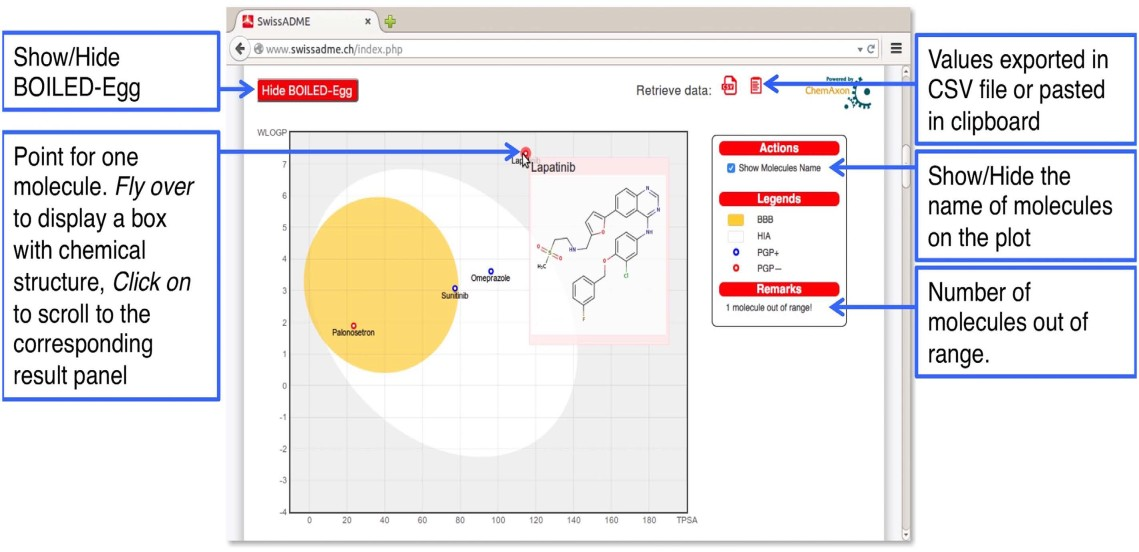 SwissADME
www.swissadme.ch/index.php
Show/Hide
BOILED-Egg
Hide BOILED-Egg
Retrieve data:
CSV
Powered by
ChemAxon
Values exported in
CSV file or pasted
in clipboard
Point for one
molecule. Fly over
to display a box
with chemical
structure, Click on
to scroll to the
corresponding
result panel
WLOGP
7
6
5
4
3
2
1
0
-1
-2
-3
-4
0 20 40 60 80 100 120 140 160 180 TPSA
Lapatinib
Omeprazole
Sunitinib
Palonosetron
N
N
NH
HN
O
O
S
O
H₃C
O
Cl
F
Actions
Show Molecules Name
Legends
BBB
HIA
PGP+
PGP−
Remarks
1 molecule out of range!
Show/Hide the
name of molecules
on the plot
Number of
molecules out of
range.